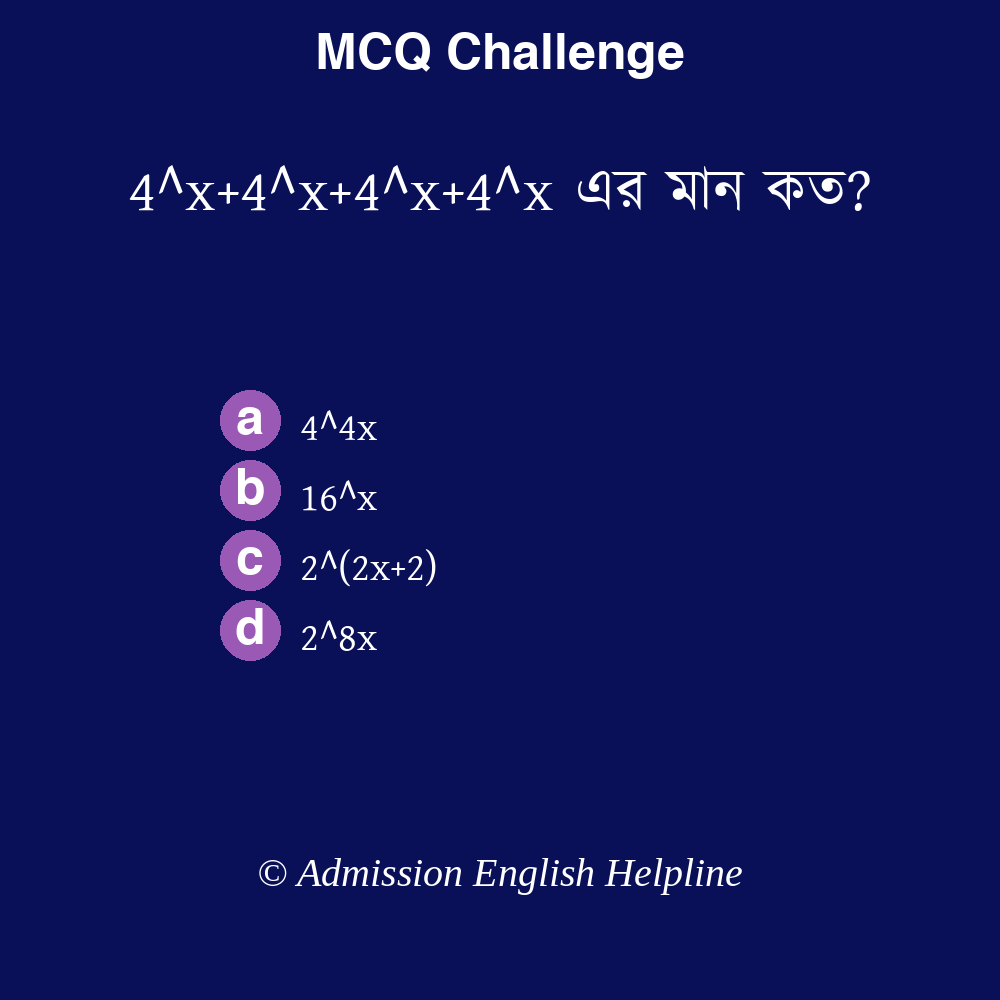 MCQ Challenge
4^x+4^x+4^x+4^x এর মান কত?
a 4^4x
b 16^x
c 2^(2x+2)
d 2^8x
© Admission English Helpline